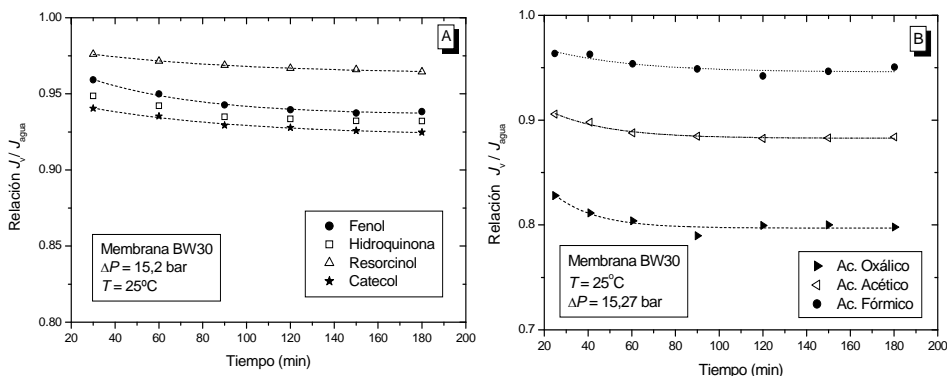 A
1.00
0.95
0.90
0.85
0.80
Relación Jv / Jagua
Fenol
Hidroquinona
Resorcinol
Catecol
Membrana BW30
ΔP = 15,2 bar
T = 25ºC
0 20 40 60 80 100 120 140 160 180 200
Tiempo (min)
B
1.0
0.9
0.8
0.7
Relación Jv / Jagua
Membrana BW30
T = 25°C
ΔP = 15,27 bar
Ac. Oxálico
Ac. Acético
Ac. Fórmico
20 40 60 80 100 120 140 160 180 200
Tiempo (min)